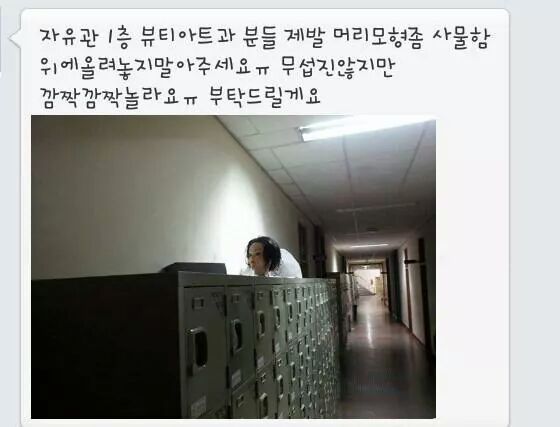 자유관 1층 뷰티아트과 분들 제발 머리모형좀 사물함
위에올려놓지말아주세요ㅠ 무섭진않지만
깜짝깜짝놀라요ㅠ 부탁드릴게요